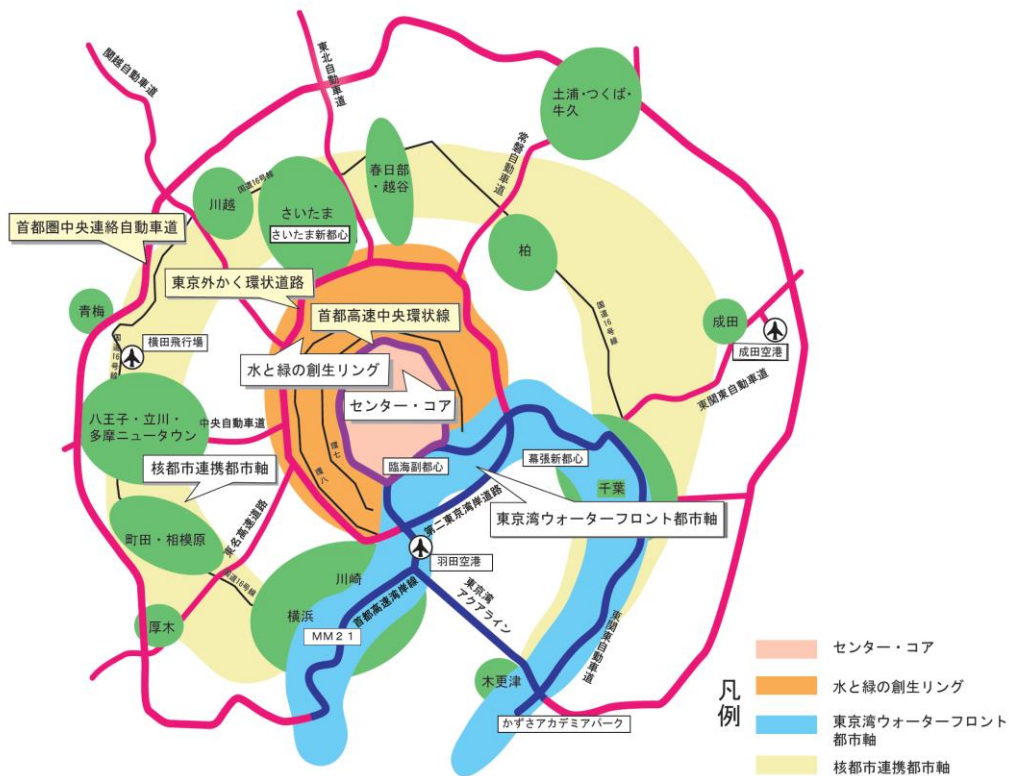 関越自動車道
東北自動車道
土浦・つくば・
牛久
常磐自動車道
春日部
・越谷
国道16号線
川越
さいたま
さいたま新都心
首都圏中央連絡自動車道
柏
東京外かく環状道路
国道16号線
首都高速中央環状線
青梅
成田
国道16号線
横田飛行場
成田空港
水と緑の創生リング
東関東自動車道
センター・コア
八王子・立川・
多摩ニュータウン
中央自動車道
環七
環八
臨海副都心
幕張新都心
核都市連携都市軸
千葉
第二東京湾岸道路
東京湾ウォーターフロント都市軸
町田・相模原
東名高速道路
羽田空港
川崎
国道16号線
首都高速湾岸線
東京湾
アクアライン
横浜
厚木
MM21
東関東自動車道
木更津
かずさアカデミアパーク
凡例
センター・コア
水と緑の創生リング
東京湾ウォーターフロント
都市軸
核都市連携都市軸